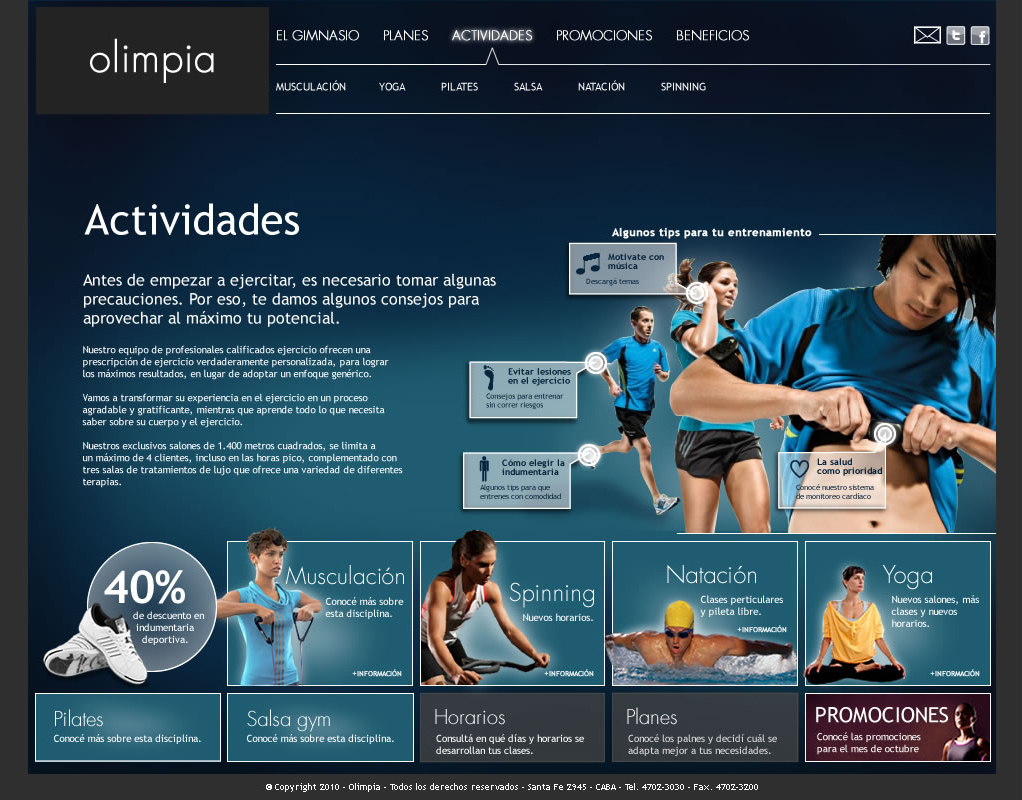 olimpia
EL GIMNASIO PLANES ACTIVIDADES PROMOCIONES BENEFICIOS
MUSCULACIÓN YOGA PILATES SALSA NATACIÓN SPINNING
Actividades
Antes de empezar a ejercitar, es necesario tomar algunas
precauciones. Por eso, te damos algunos consejos para
aprovechar al máximo tu potencial.
Nuestro equipo de profesionales calificados ejercicio ofrecen una
prescripción de ejercicio verdaderamente personalizada, para lograr
los máximos resultados, en lugar de adoptar un enfoque genérico.
Vamos a transformar su experiencia en el ejercicio en un proceso
agradable y gratificante, mientras que aprende todo lo que necesita
saber sobre su cuerpo y el ejercicio.
Nuestros exclusivos salones de 1.400 metros cuadrados, se limita a
un máximo de 4 clientes, incluso en las horas pico, complementado con
tres salas de tratamientos de lujo que ofrece una variedad de diferentes
terapias.
Algunos tips para tu entrenamiento
Motivate con
música
Descargá temas
Evitar lesiones
en el ejercicio
Consejos para entrenar
sin correr riesgos
Cómo elegir la
indumentaria
Algunos tips para que
entrenes con comodidad
La salud
como prioridad
Conocé nuestro sistema
de monitoreo cardíaco
40%
de descuento en
indumentaria
deportiva.
Musculación
Conocé más sobre
esta disciplina.
+INFORMACIÓN
Spinning
Nuevos horarios.
+INFORMACIÓN
Natación
Clases perticulares
y pileta libre.
+INFORMACIÓN
Yoga
Nuevos salones, más
clases y nuevos
horarios.
+INFORMACIÓN
Pilates
Conocé más sobre esta disciplina.
Salsa gym
Conocé más sobre esta disciplina.
Horarios
Consultá en qué días y horarios se
desarrollan tus clases.
Planes
Conocé los palnes y decidí cuál se
adapta mejor a tus necesidades.
PROMOCIONES
Conocé las promociones
para el mes de octubre
© Copyright 2010 - Olimpia - Todos los derechos reservados - Santa Fe 2945 - CABA - Tel. 4702-3030 - Fax. 4702-3200